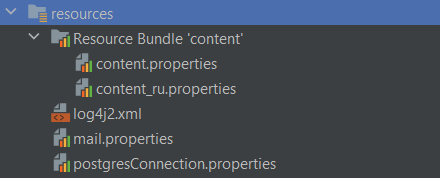 resources
Resource Bundle 'content'
content.properties
content_ru.properties
log4j2.xml
mail.properties
postgresConnection.properties